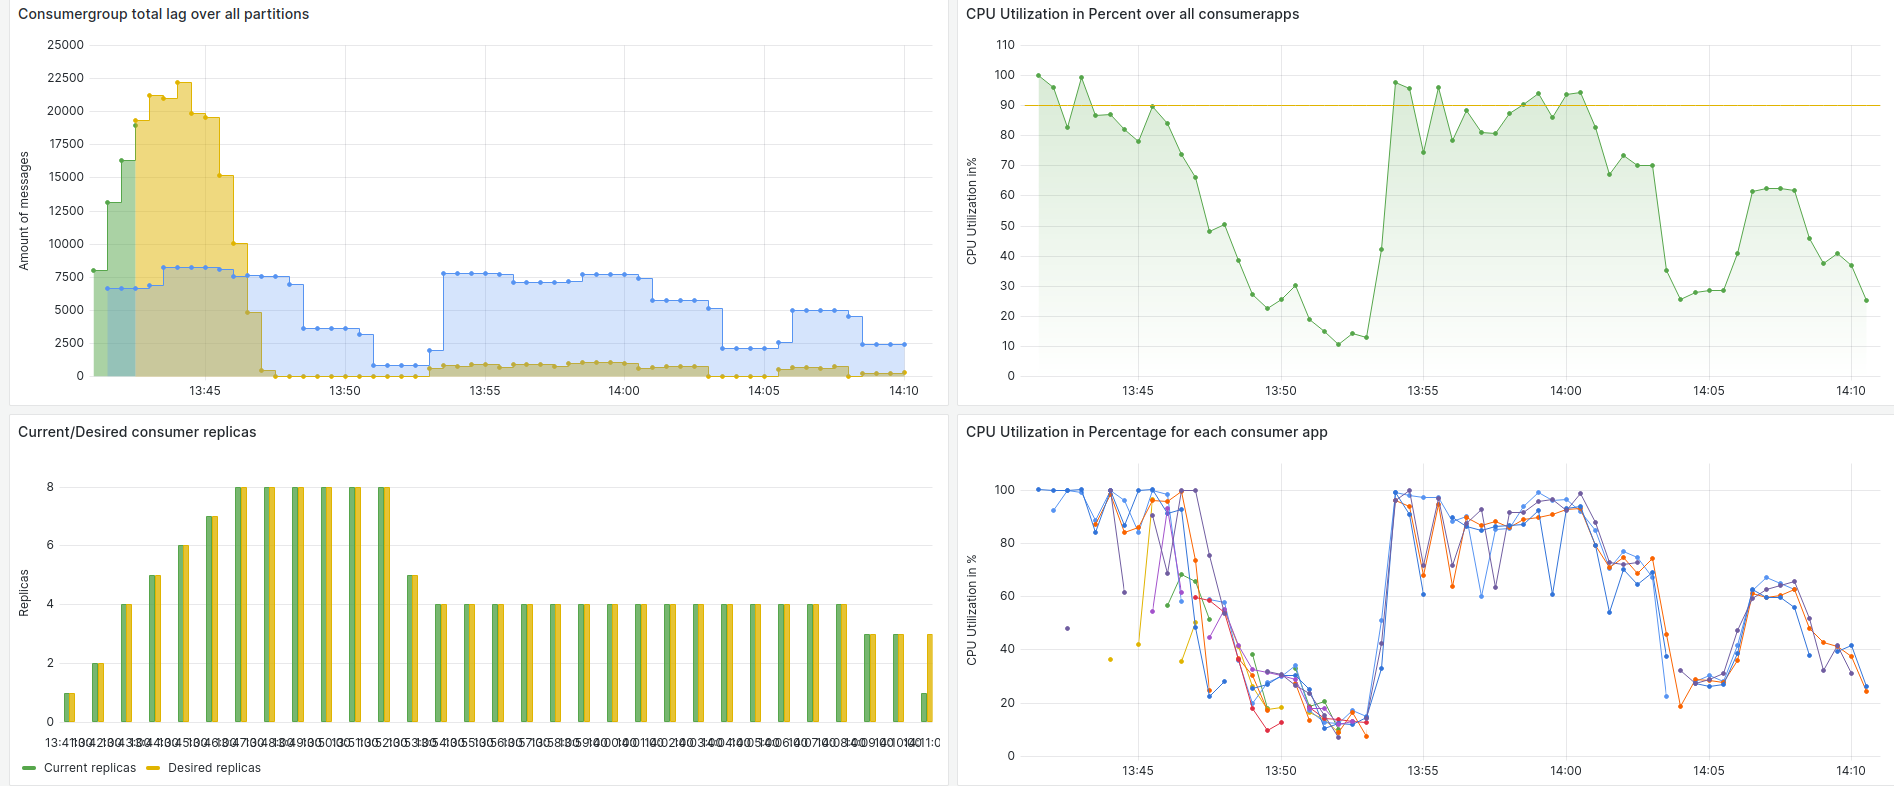 Consumergroup total lag over all partitions
25000
22500
20000
17500
15000
12500
10000
7500
5000
2500
0
Amount of messages
13:45 13:50 13:55 14:00 14:05 14:10
CPU Utilization in Percent over all consumerapps
110
100
90
80
70
60
50
40
30
20
10
0
CPU Utilization in%
13:45 13:50 13:55 14:00 14:05 14:10
Current/Desired consumer replicas
8
6
4
2
0
Replicas
Current replicas Desired replicas
CPU Utilization in Percentage for each consumer app
100
80
60
40
20
0
CPU Utilization in %
13:45 13:50 13:55 14:00 14:05 14:10